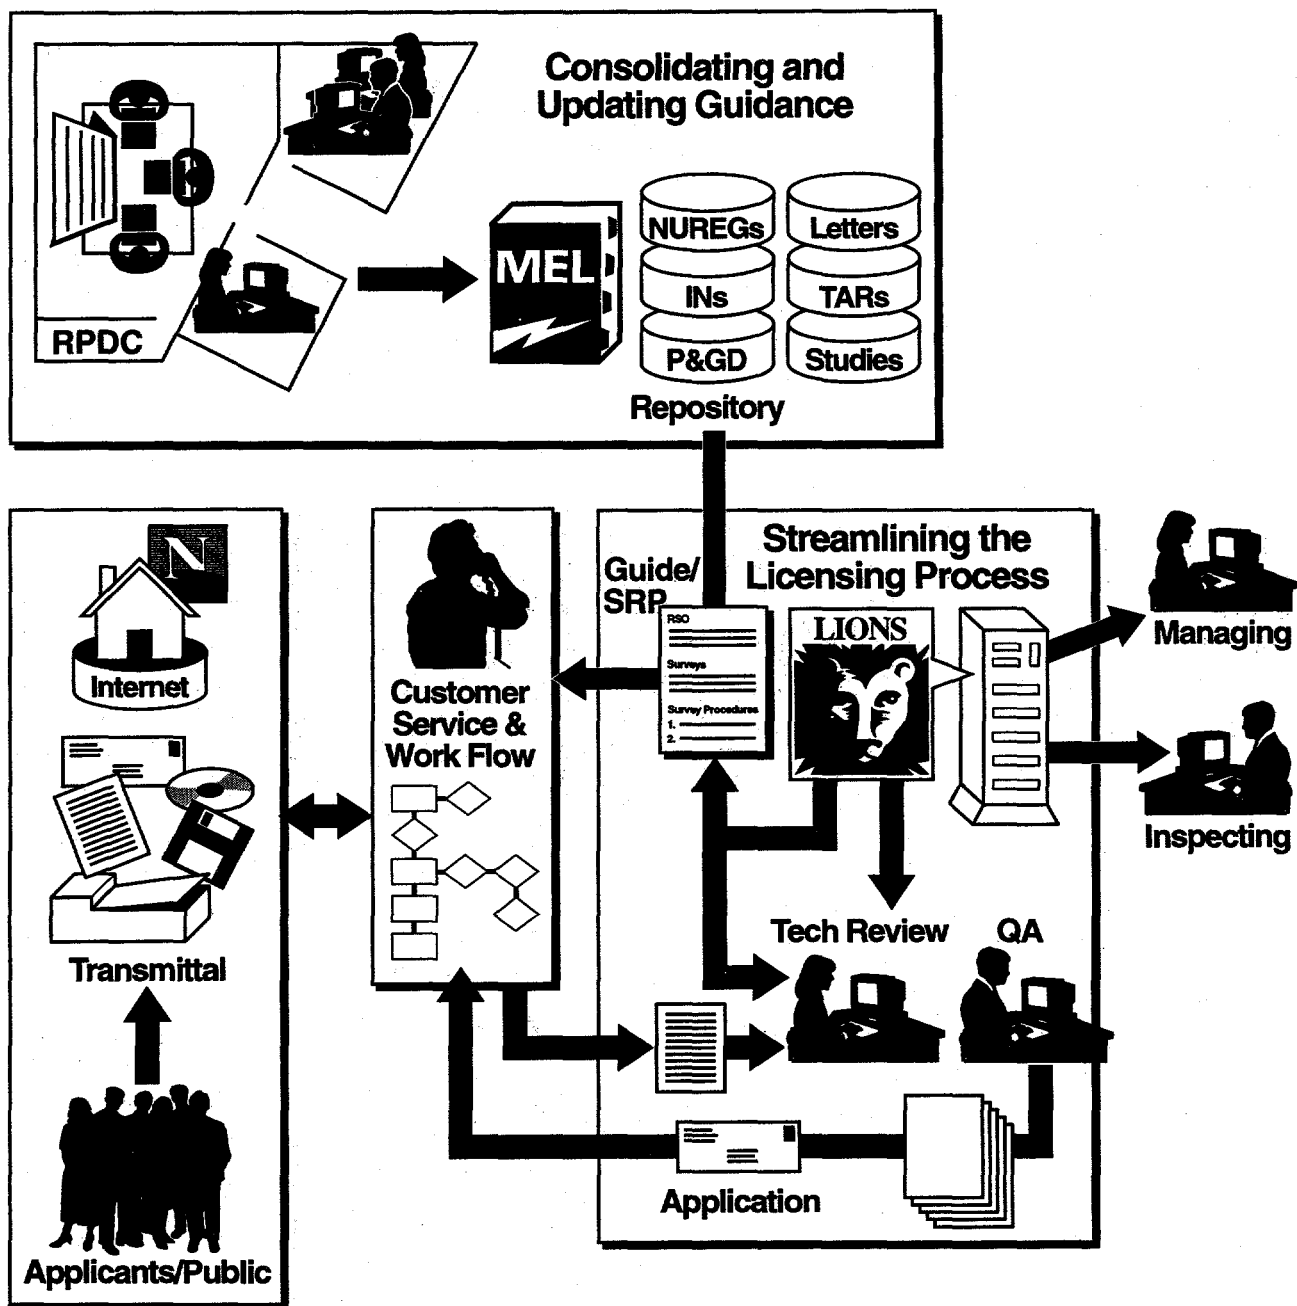 Consolidating and
Updating Guidance
RPDC
MEL
NUREGs
Letters
INs
TARs
P&GD
Studies
Repository
N
Internet
Transmittal
Applicants/Public
Customer
Service &
Work Flow
Streamlining the
Licensing Process
Guide/
SRP
RSO
Surveys
Survey Procedures
1.
2.
LIONS
Managing
Inspecting
Tech Review
QA
Application